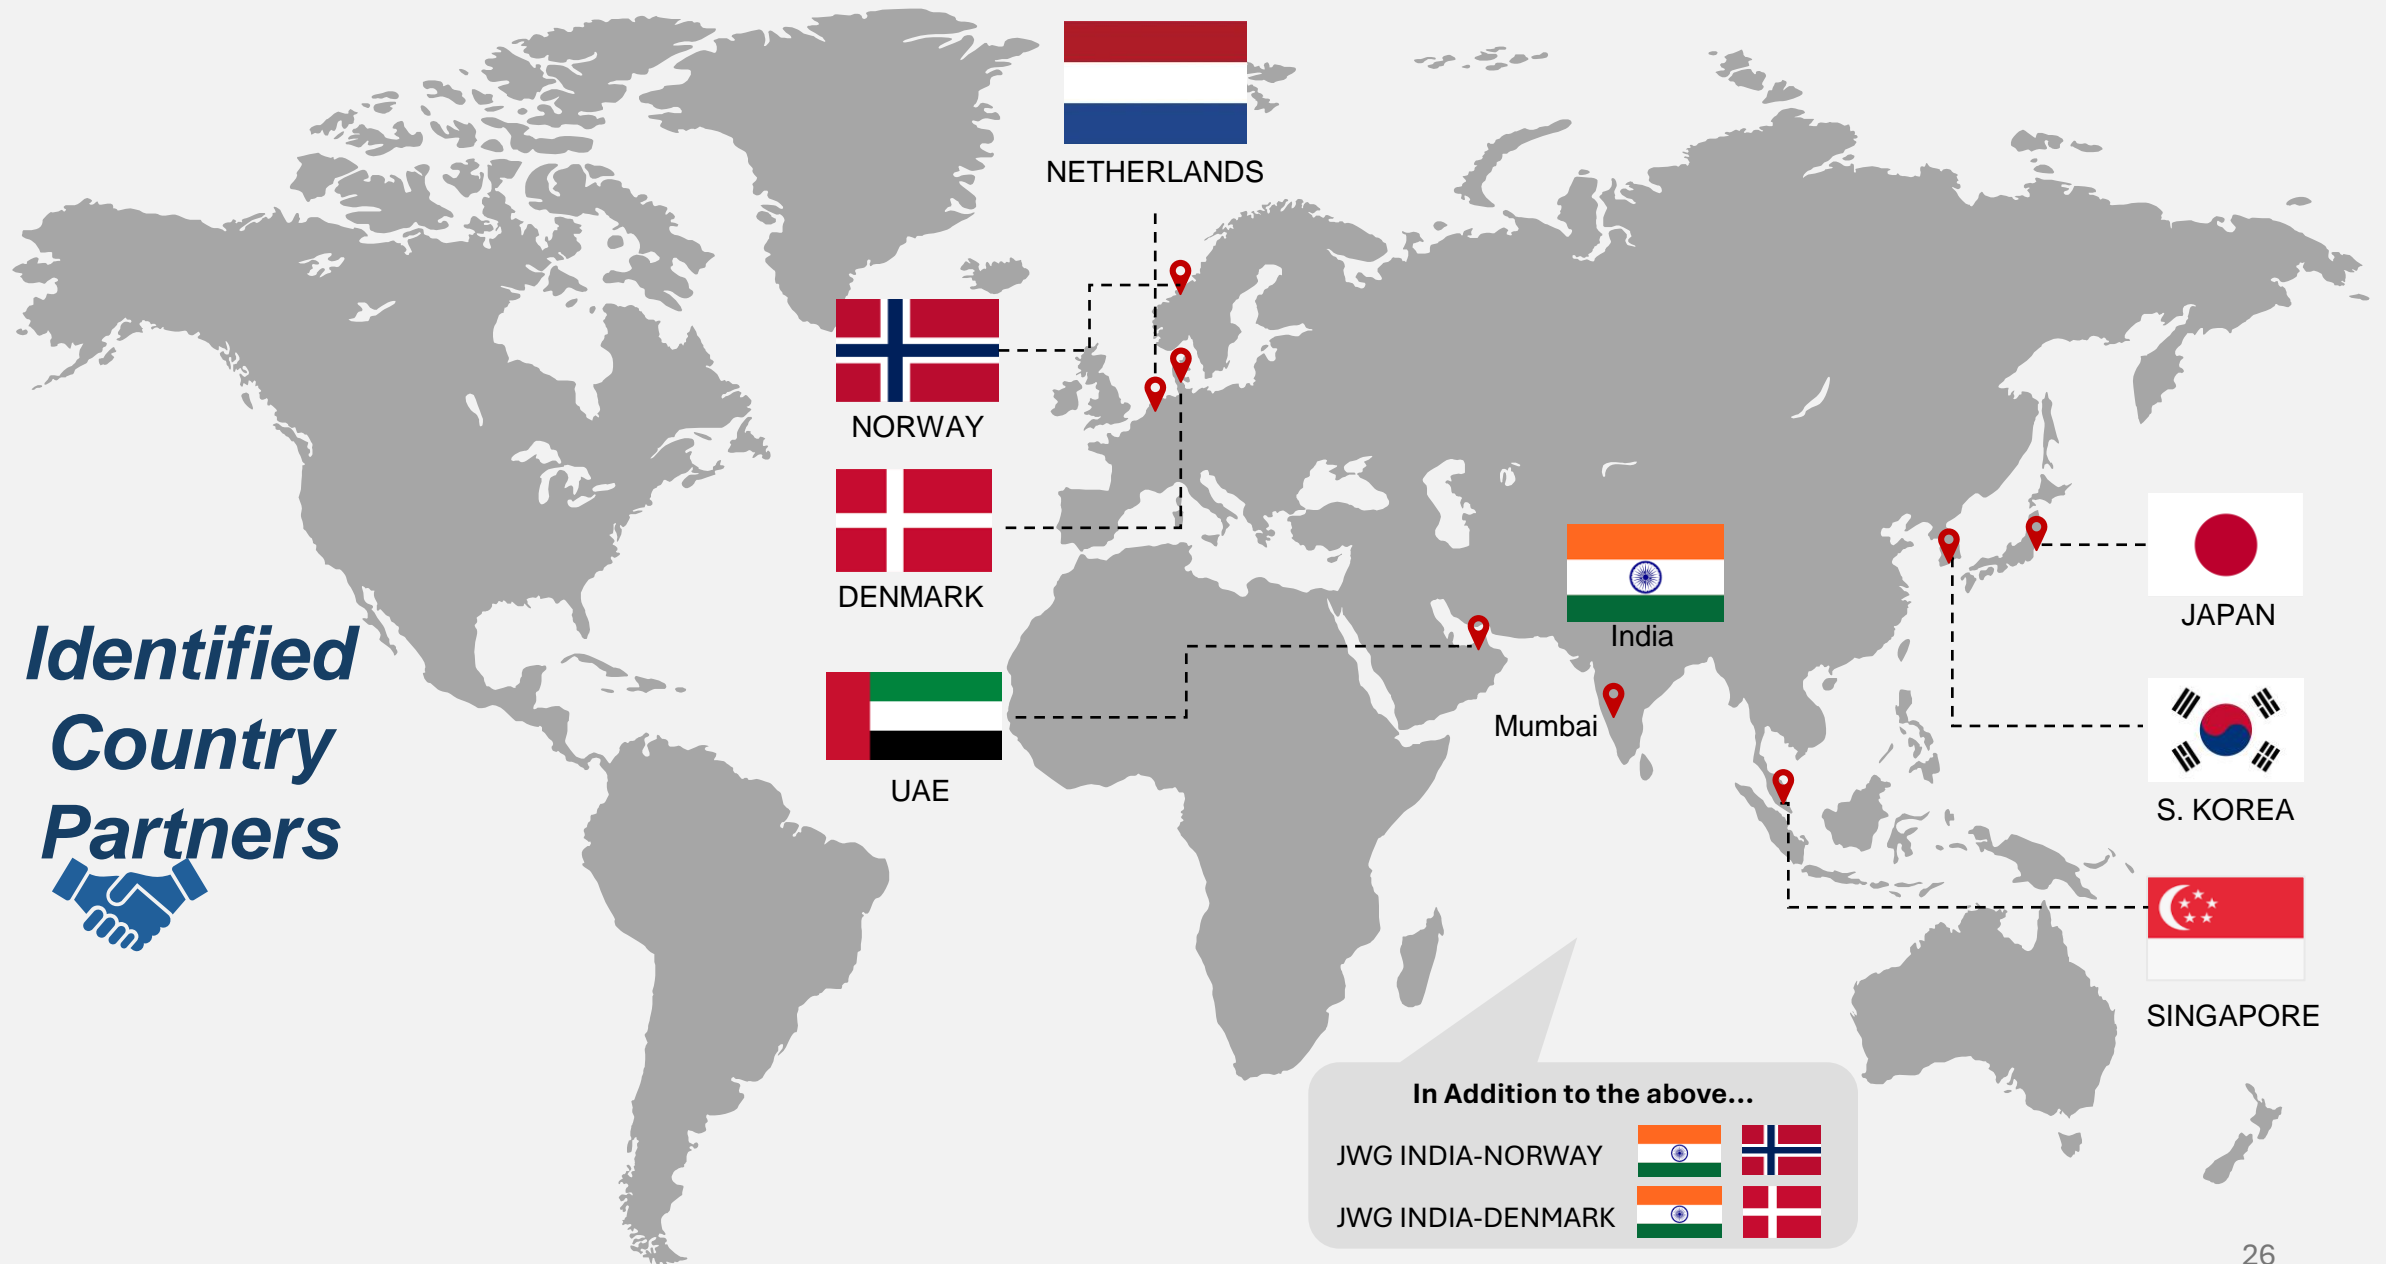 NETHERLANDS
NORWAY
DENMARK
India
JAPAN
Identified
Country
Partners
Mumbai
UAE
S. KOREA
SINGAPORE
In Addition to the above...
JWG INDIA-NORWAY
JWG INDIA-DENMARK
26